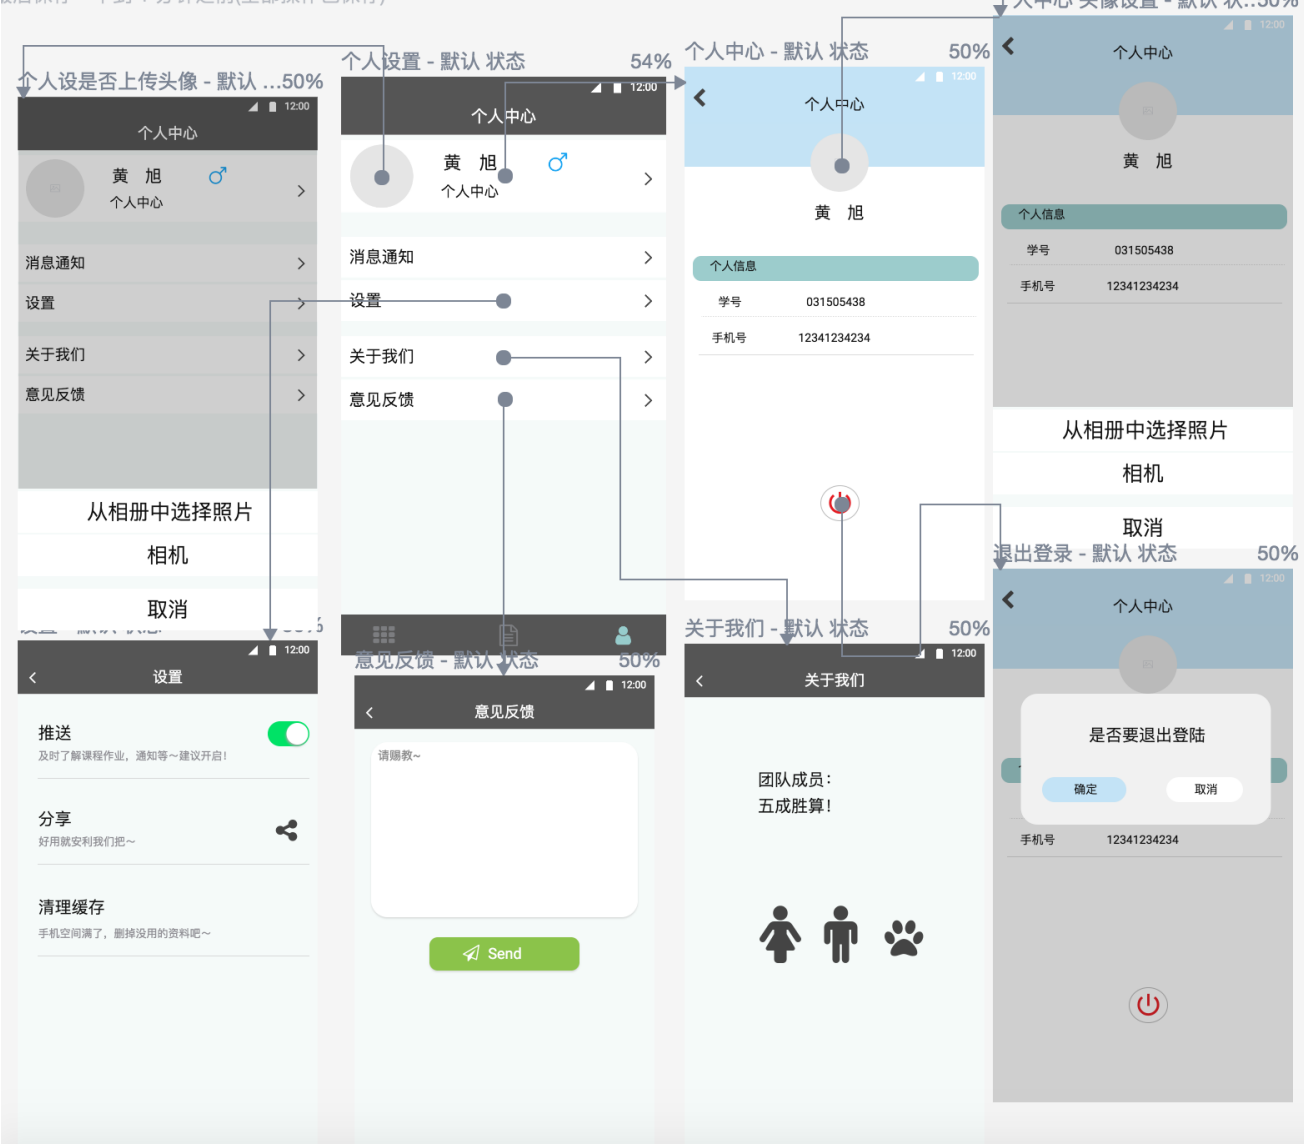 个人设是否上传头像 - 默认 ...50%
12:00
个人中心
黄 旭
个人中心
消息通知
设置
关于我们
意见反馈
从相册中选择照片
相机
取消
个人设置 - 默认 状态 54%
12:00
个人中心
黄 旭
个人中心
消息通知
设置
关于我们
意见反馈
个人中心 - 默认 状态 50%
12:00
个人中心
黄 旭
个人信息
学号 031505438
手机号 12341234234
12:00
个人中心
黄 旭
个人信息
学号 031505438
手机号 12341234234
从相册中选择照片
相机
取消
12:00
设置
推送
及时了解课程作业，通知等～建议开启！
分享
好用就安利我们把～
清理缓存
手机空间满了，删掉没用的资料吧～
意见反馈 - 默认 状态 50%
12:00
意见反馈
请赐教~
Send
关于我们 - 默认 状态 50%
12:00
关于我们
团队成员：
五成胜算！
退出登录 - 默认 状态 50%
12:00
个人中心
是否要退出登陆
确定 取消
手机号 12341234234